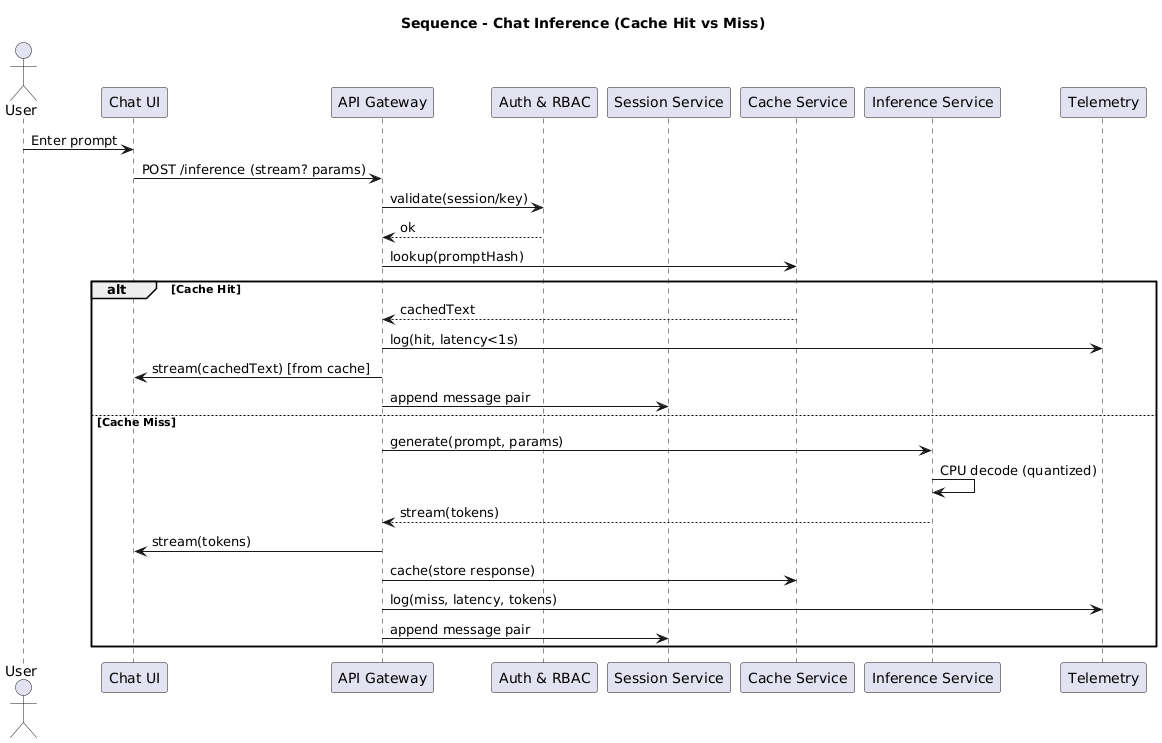 Sequence - Chat Inference (Cache Hit vs Miss)
User
Chat UI
API Gateway
Auth & RBAC
Session Service
Cache Service
Inference Service
Telemetry
Enter prompt
POST /inference (stream? params)
validate(session/key)
ok
lookup(promptHash)
alt
[Cache Hit]
cachedText
log(hit, latency<1s)
stream(cachedText) [from cache]
append message pair
[Cache Miss]
generate(prompt, params)
CPU decode (quantized)
stream(tokens)
stream(tokens)
cache(store response)
log(miss, latency, tokens)
append message pair
User
Chat UI
API Gateway
Auth & RBAC
Session Service
Cache Service
Inference Service
Telemetry